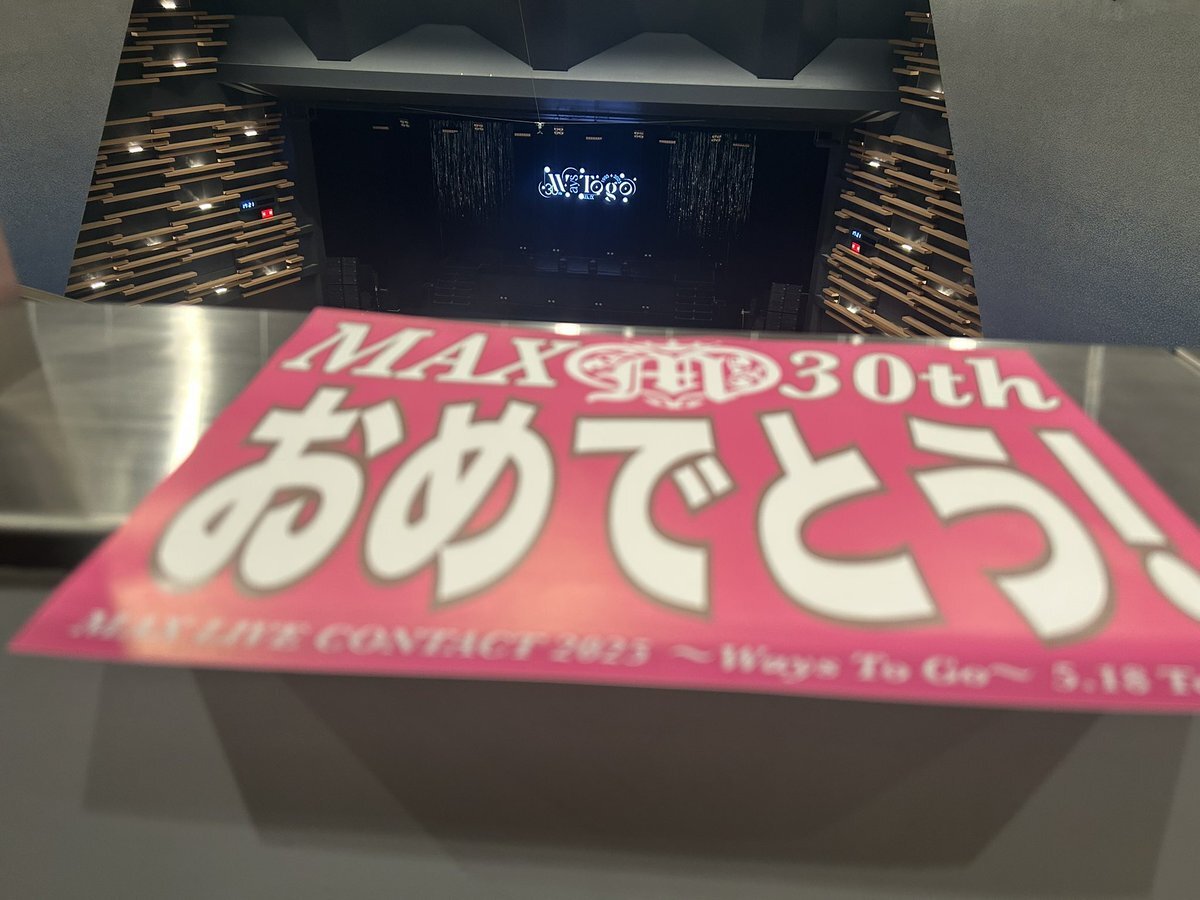 Ways To go
MAX M 30th
おめでとう!
MAX LIVE CONTACT 2025 ～Ways To Go～ 5.18